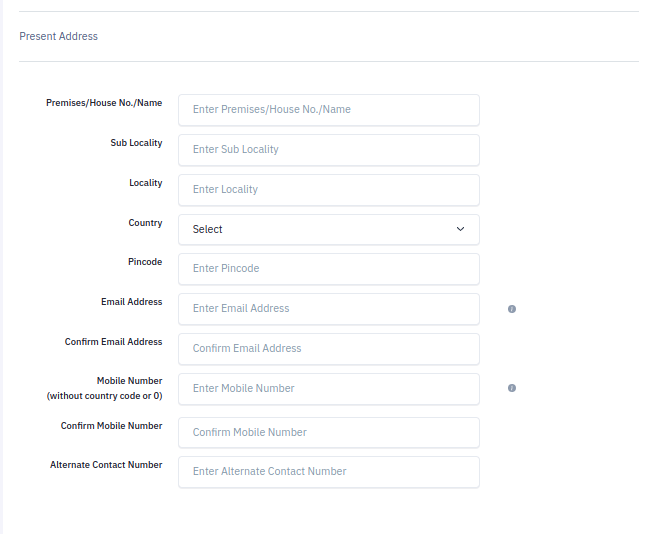 Present Address
Premises/House No./Name
Enter Premises/House No./Name
Sub Locality
Enter Sub Locality
Locality
Enter Locality
Country
Select
Pincode
Enter Pincode
Email Address
Enter Email Address
Confirm Email Address
Confirm Email Address
Mobile Number
(without country code or 0)
Enter Mobile Number
Confirm Mobile Number
Confirm Mobile Number
Alternate Contact Number
Enter Alternate Contact Number